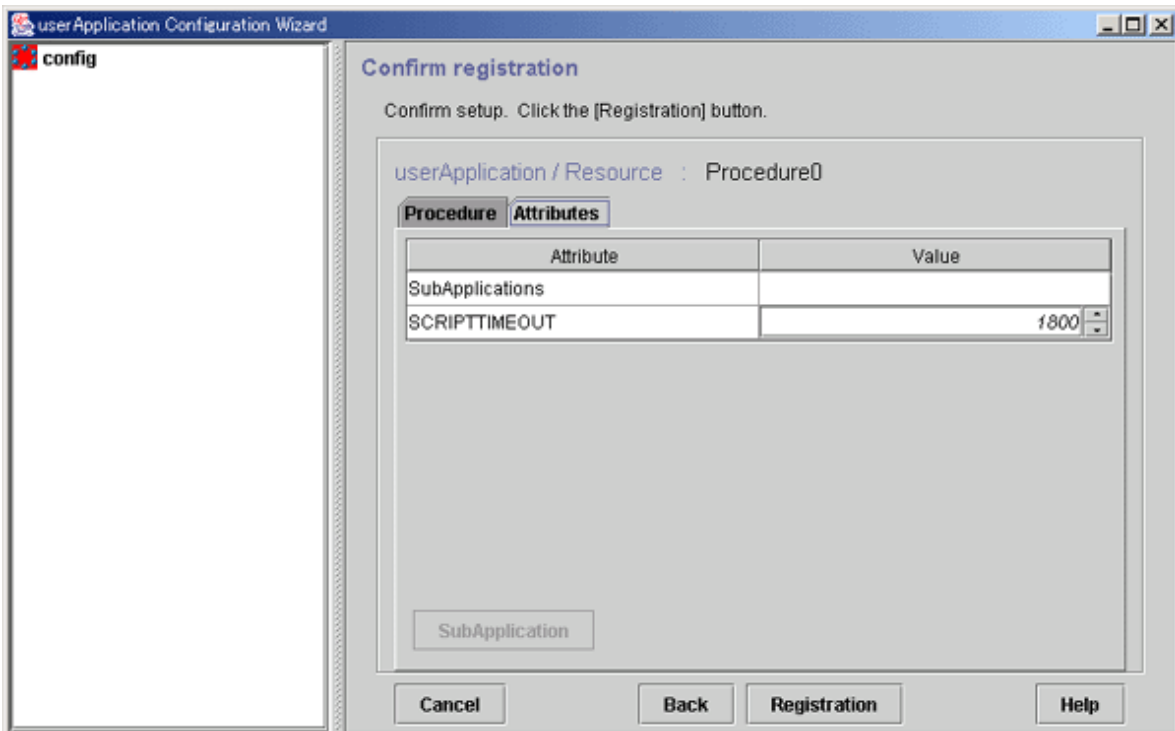 userApplication Configuration Wizard
config
Confirm registration
Confirm setup. Click the [Registration] button.
userApplication / Resource : Procedure0
Procedure Attributes
Attribute Value
SubApplications
SCRIPTTIMEOUT 1800
SubApplication
Cancel Back Registration Help